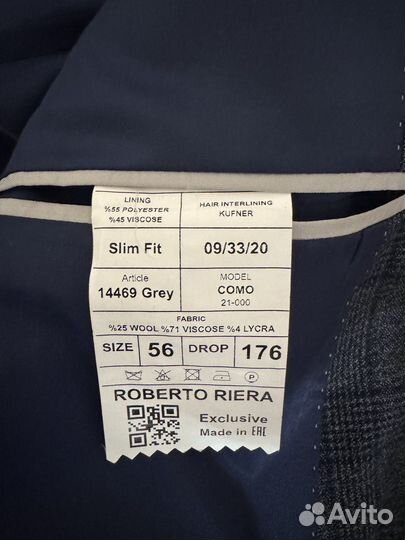 LINING
%55 POLYESTER
%45 VISCOSE
HAIR INTERLINING
KUFNER
Slim Fit
09/33/20
Article
14469 Grey
MODEL
COMO
21-000
FABRIC
%25 WOOL %71 VISCOSE %4 LYCRA
SIZE 56 DROP 176
P
ROBERTO RIERA
Exclusive
Made in EAC
Avito